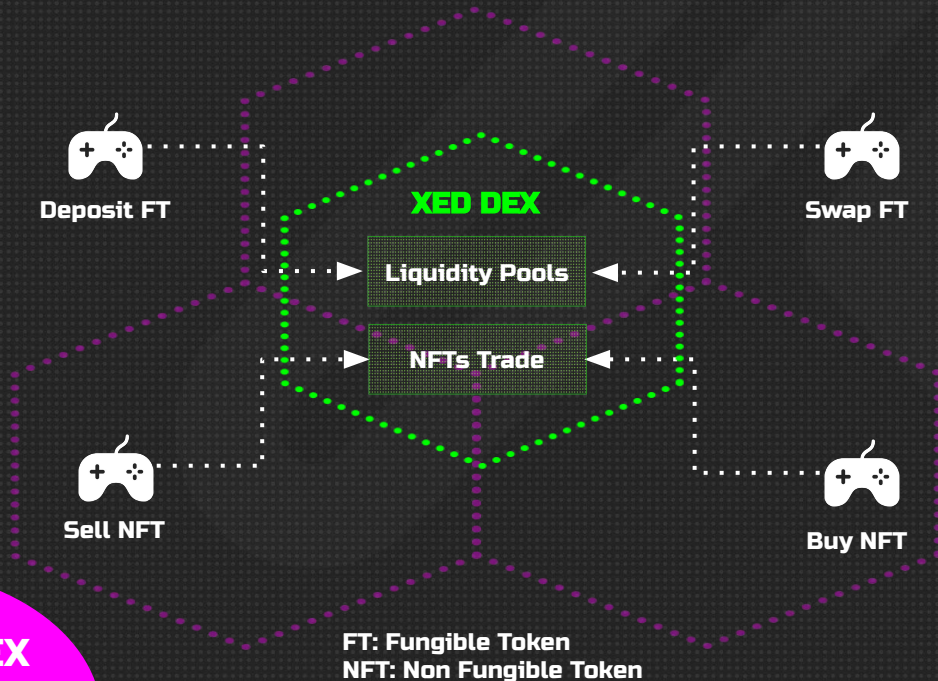 XED DEX
Deposit FT
Swap FT
Liquidity Pools
NFTs Trade
Sell NFT
Buy NFT
FT: Fungible Token
NFT: Non Fungible Token